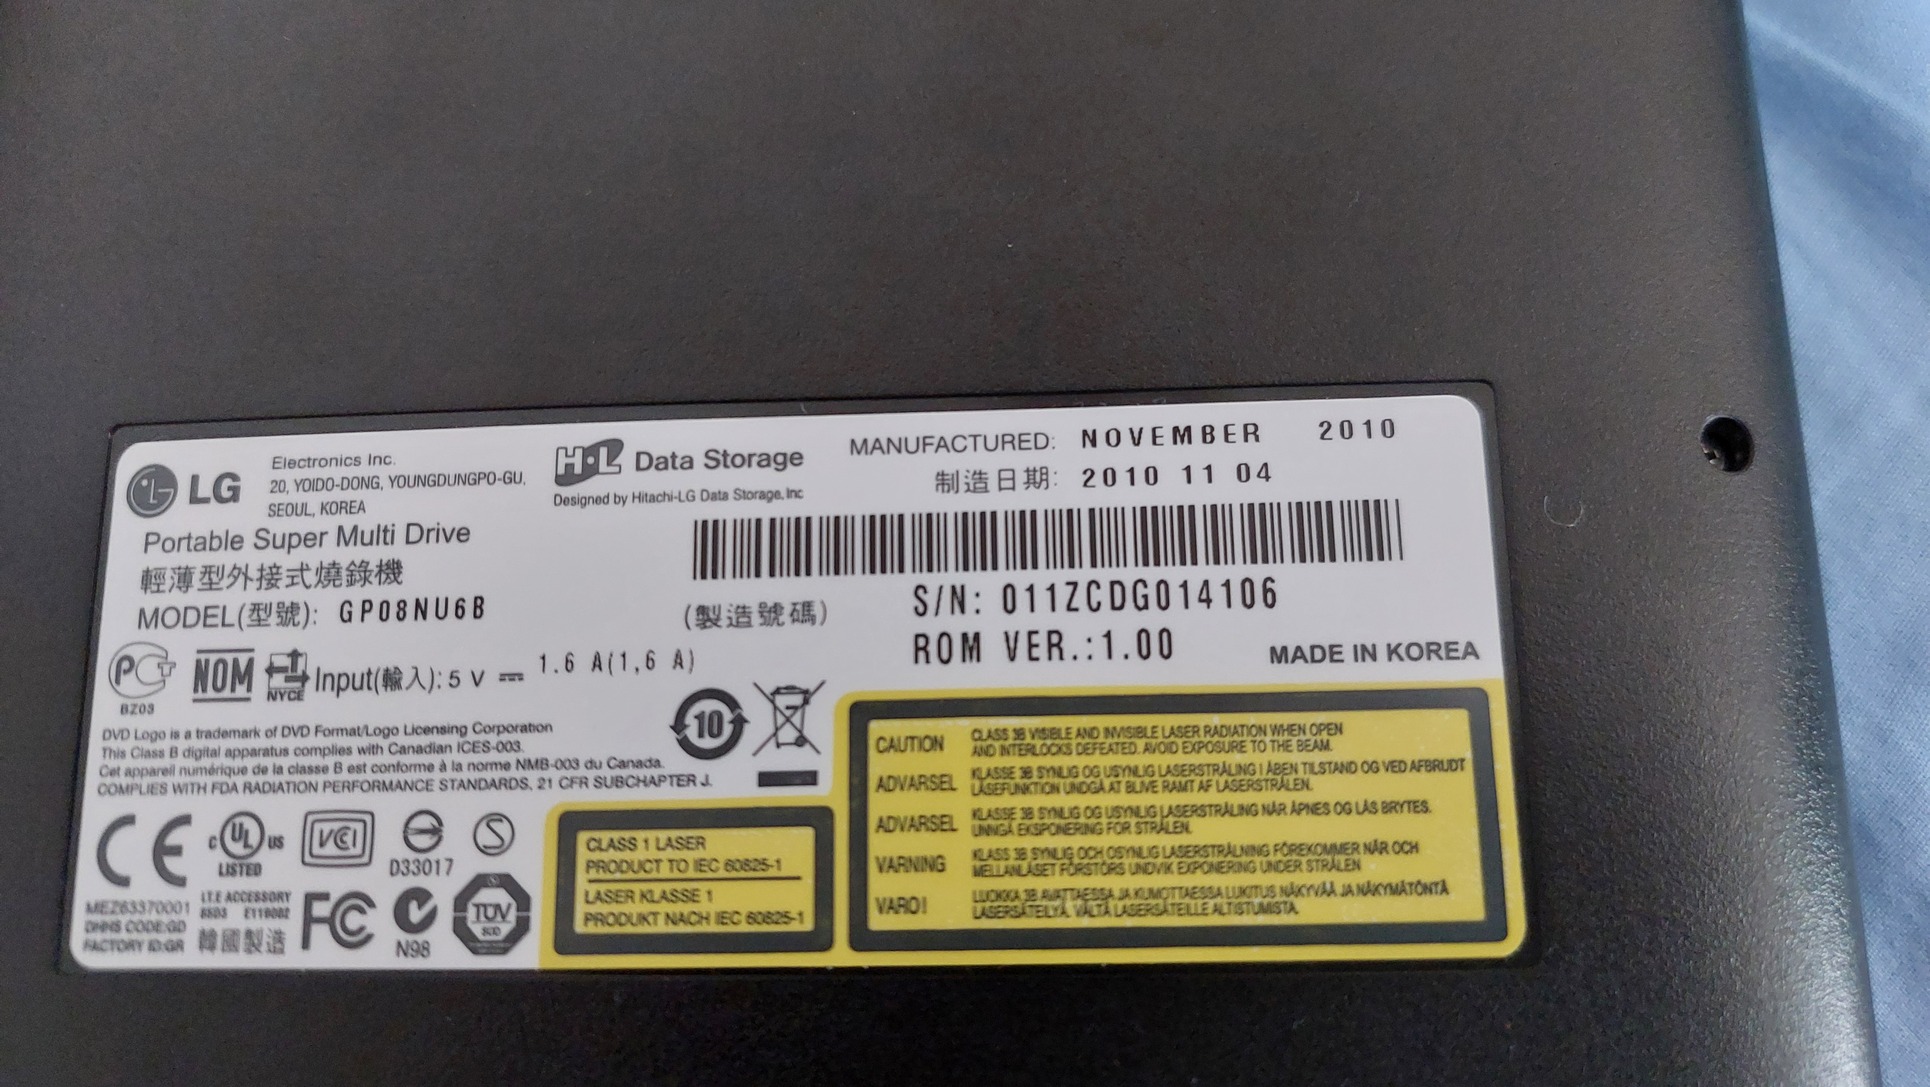 LG
Electronics Inc.
20, YOIDO-DONG, YOUNGDUNGPO-GU,
SEOUL, KOREA
H·L Data Storage
Designed by Hitachi-LG Data Storage, Inc
MANUFACTURED: NOVEMBER 2010
制造日期: 2010 11 04
Portable Super Multi Drive
輕薄型外接式燒錄機
MODEL(型號): GP08NU6B
(製造號碼)
S/N: 011ZCDG014106
ROM VER.:1.00
MADE IN KOREA
PCT
BZ03
NOM
NYCE
Input(輸入): 5 V ⎓ 1.6 A(1,6 A)
DVD Logo is a trademark of DVD Format/Logo Licensing Corporation
This Class B digital apparatus complies with Canadian ICES-003.
Cet appareil numérique de la classe B est conforme à la norme NMB-003 du Canada.
COMPLIES WITH FDA RADIATION PERFORMANCE STANDARDS, 21 CFR SUBCHAPTER J.
10
CE
C UL US
LISTED
I.T.E ACCESSORY
6S03 E119002
韓國製造
VCI
D33017
S
MEZ63370001
DHHS CODE:GD
FACTORY ID:GR
FC
N98
TÜV
CLASS 1 LASER
PRODUCT TO IEC 60825-1
LASER KLASSE 1
PRODUKT NACH IEC 60825-1
CAUTION CLASS 3B VISIBLE AND INVISIBLE LASER RADIATION WHEN OPEN
AND INTERLOCKS DEFEATED. AVOID EXPOSURE TO THE BEAM.
ADVARSEL KLASSE 3B SYNLIG OG USYNLIG LASERSTRÅLING I ÅBEN TILSTAND OG VED AFBRUDT
LÅSEFUNKTION UNDGÅ AT BLIVE RAMT AF LASERSTRÅLEN.
ADVARSEL KLASSE 3B SYNLIG OG USYNLIG LASERSTRÅLING NÅR ÅPNES OG LÅS BRYTES.
UNNGÅ EKSPONERING FOR STRÅLEN.
VARNING KLASS 3B SYNLIG OCH OSYNLIG LASERSTRÅLNING FÖREKOMMER NÄR OCH
MELLANLÅSET FÖRSTÖRS UNDVIK EXPONERING UNDER STRÅLEN
VARO! LUOKKA 3B AVATTAESSA JA KUMOTTAESSA LUKITUS NÄKYVÄÄ JA NÄKYMÄTÖNTÄ
LASERSÄTEILYÄ, VÄLTÄ LASERSÄTEILLE ALTISTUMISTA.